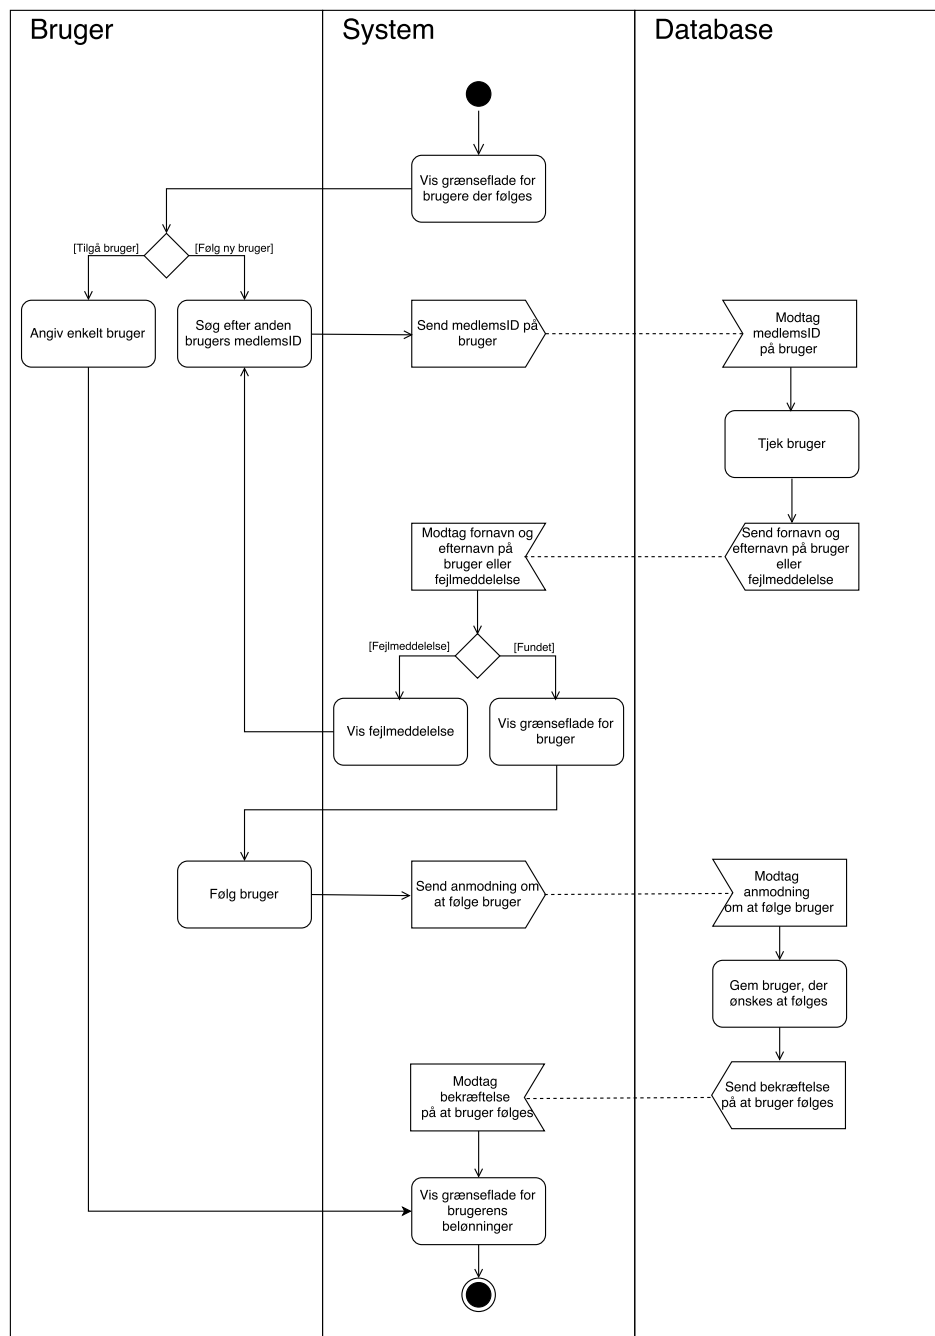 Bruger
System
Database
Vis grænseflade for
brugere der følges
[Tilgå bruger]
[Følg ny bruger]
Angiv enkelt bruger
Søg efter anden
brugers medlemsID
Send medlemsID på
bruger
Modtag
medlemsID
på bruger
Tjek bruger
Modtag fornavn og
efternavn på
bruger eller
fejlmeddelelse
Send fornavn og
efternavn på bruger
eller
fejlmeddelelse
[Fejlmeddelelse]
[Fundet]
Vis fejlmeddelelse
Vis grænseflade for
bruger
Følg bruger
Send anmodning om
at følge bruger
Modtag
anmodning
om at følge bruger
Gem bruger, der
ønskes at følges
Modtag
bekræftelse
på at bruger følges
Send bekræftelse
på at bruger følges
Vis grænseflade for
brugerens
belønninger